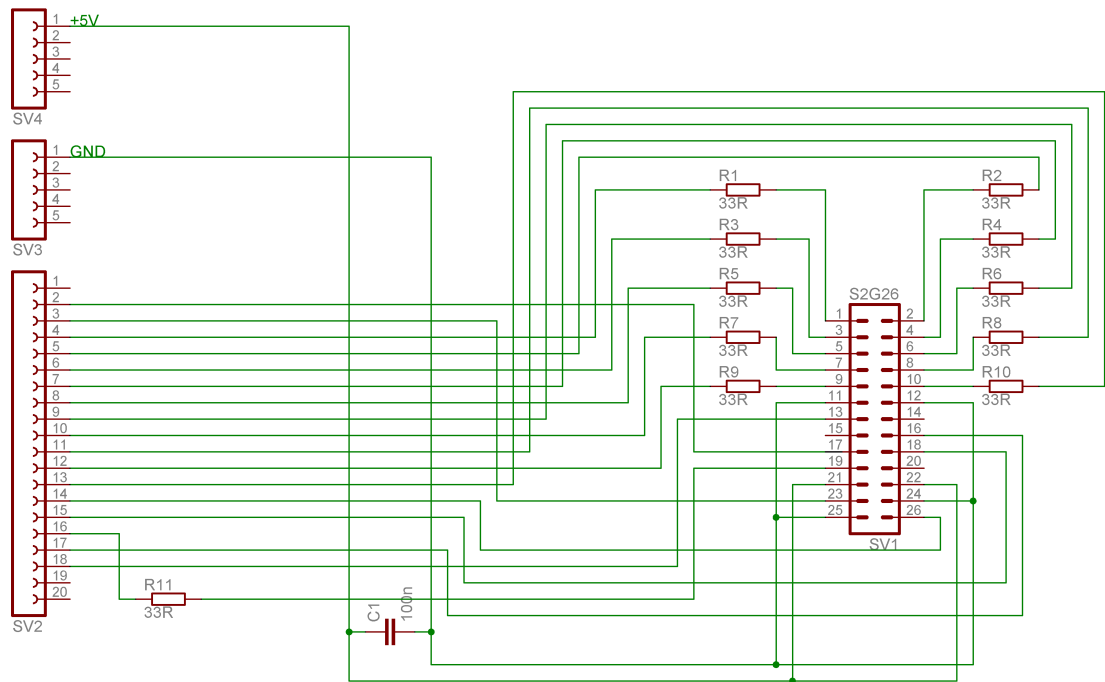 1 +5V
2
3
4
5
SV4
1 GND
2
3
4
5
SV3
1
2
3
4
5
6
7
8
9
10
11
12
13
14
15
16
17
18
19
20
SV2
R1
33R
R2
33R
R3
33R
R4
33R
R5
33R
R6
33R
R7
33R
R8
33R
R9
33R
R10
33R
S2G26
1 2
3 4
5 6
7 8
9 10
11 12
13 14
15 16
17 18
19 20
21 22
23 24
25 26
SV1
R11
33R
C1
100n